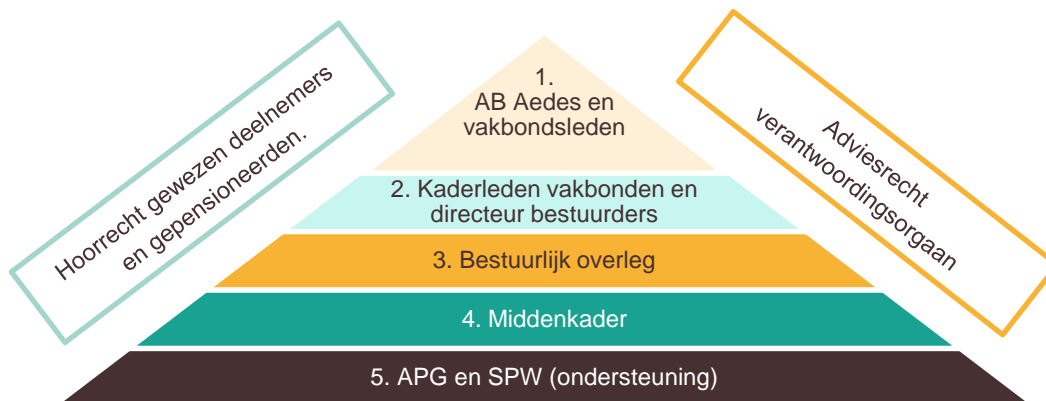 Hoorrecht gewezen deelnemers
en gepensioneerden.
1.
AB Aedes en
vakbondsleden
Adviesrecht
verantwoordingsorgaan
2. Kaderleden vakbonden en
directeur bestuurders
3. Bestuurlijk overleg
4. Middenkader
5. APG en SPW (ondersteuning)